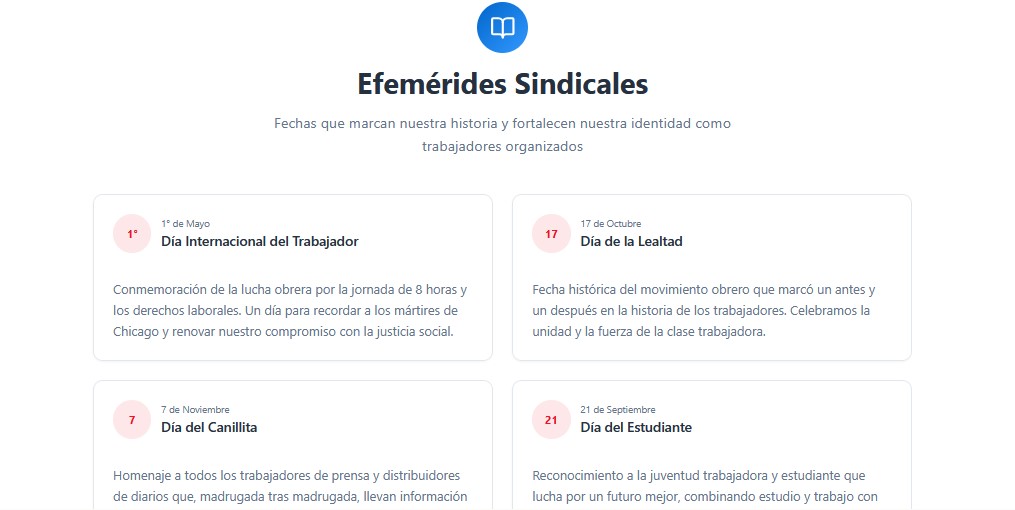 Efemérides Sindicales
Fechas que marcan nuestra historia y fortalecen nuestra identidad como
trabajadores organizados
1°
1° de Mayo
Día Internacional del Trabajador
Conmemoración de la lucha obrera por la jornada de 8 horas y
los derechos laborales. Un día para recordar a los mártires de
Chicago y renovar nuestro compromiso con la justicia social.
17
17 de Octubre
Día de la Lealtad
Fecha histórica del movimiento obrero que marcó un antes y
un después en la historia de los trabajadores. Celebramos la
unidad y la fuerza de la clase trabajadora.
7
7 de Noviembre
Día del Canillita
Homenaje a todos los trabajadores de prensa y distribuidores
de diarios que, madrugada tras madrugada, llevan información
21
21 de Septiembre
Día del Estudiante
Reconocimiento a la juventud trabajadora y estudiante que
lucha por un futuro mejor, combinando estudio y trabajo con